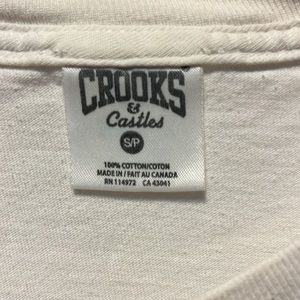 CROOKS
&
Castles
S/P
100% COTTON/COTON
MADE IN / FAIT AU CANADA
RN 114972 CA 43041